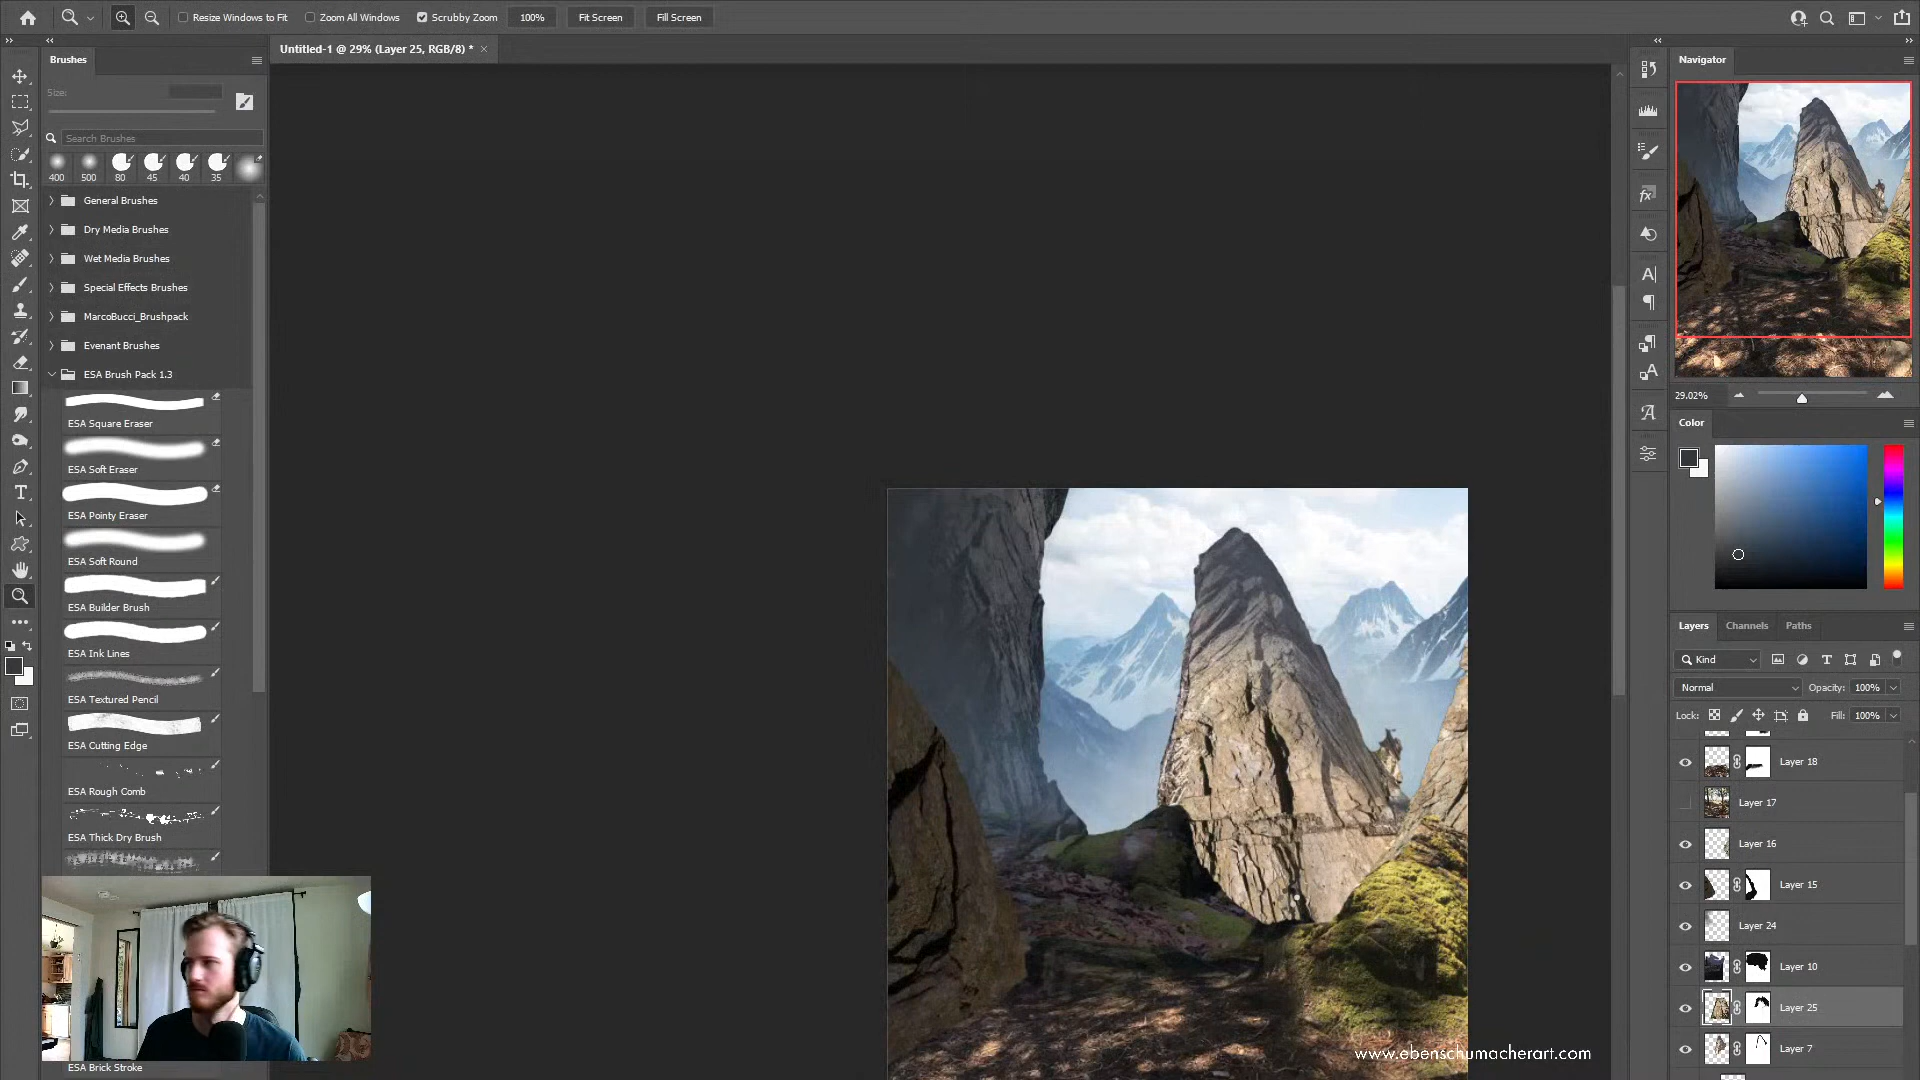 Resize Windows to Fit
Zoom All Windows
Scrubby Zoom
100%
Fit Screen
Fill Screen
Untitled-1 @ 29% (Layer 25, RGB/8) *
Brushes
Size:
Search Brushes
400 500 80 45 40 35
General Brushes
Dry Media Brushes
Wet Media Brushes
Special Effects Brushes
MarcoBucci_Brushpack
Evenant Brushes
ESA Brush Pack 1.3
ESA Square Eraser
ESA Soft Eraser
ESA Pointy Eraser
ESA Soft Round
ESA Builder Brush
ESA Ink Lines
ESA Textured Pencil
ESA Cutting Edge
ESA Rough Comb
ESA Thick Dry Brush
ESA Brick Stroke
Navigator
29.02%
Color
Layers Channels Paths
Kind
Normal Opacity: 100%
Lock: Fill: 100%
Layer 18
Layer 17
Layer 16
Layer 15
Layer 24
Layer 10
Layer 25
Layer 7
www.ebenschumacherart.com